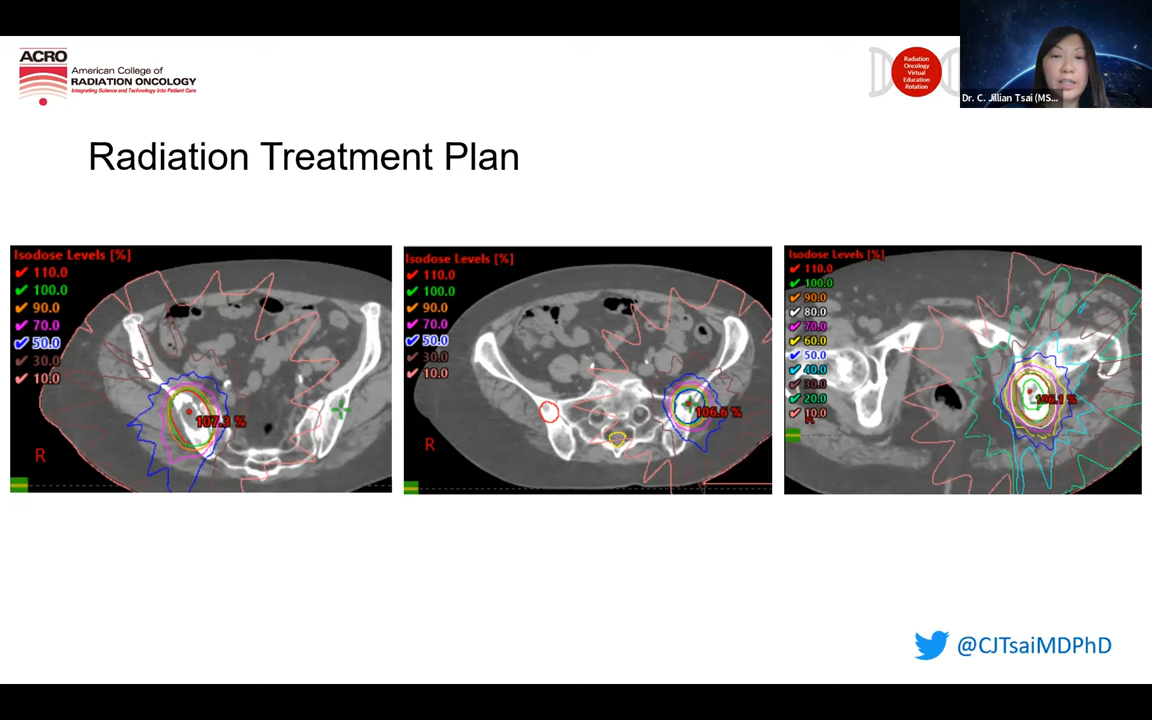 ACRO
American College of
RADIATION ONCOLOGY
Integrating Science and Technology into Patient Care
Radiation
Oncology
Virtual
Education
Rotation
Dr. C. Jillian Tsai (MS...
Radiation Treatment Plan
Isodose Levels [%]
110.0
100.0
90.0
70.0
50.0
30.0
10.0
107.3 %
R
Isodose Levels [%]
110.0
100.0
90.0
70.0
50.0
30.0
10.0
106.6 %
R
Isodose Levels [%]
110.0
100.0
90.0
80.0
70.0
60.0
50.0
40.0
30.0
20.0
10.0
106.1 %
R
@CJTsaiMDPhD